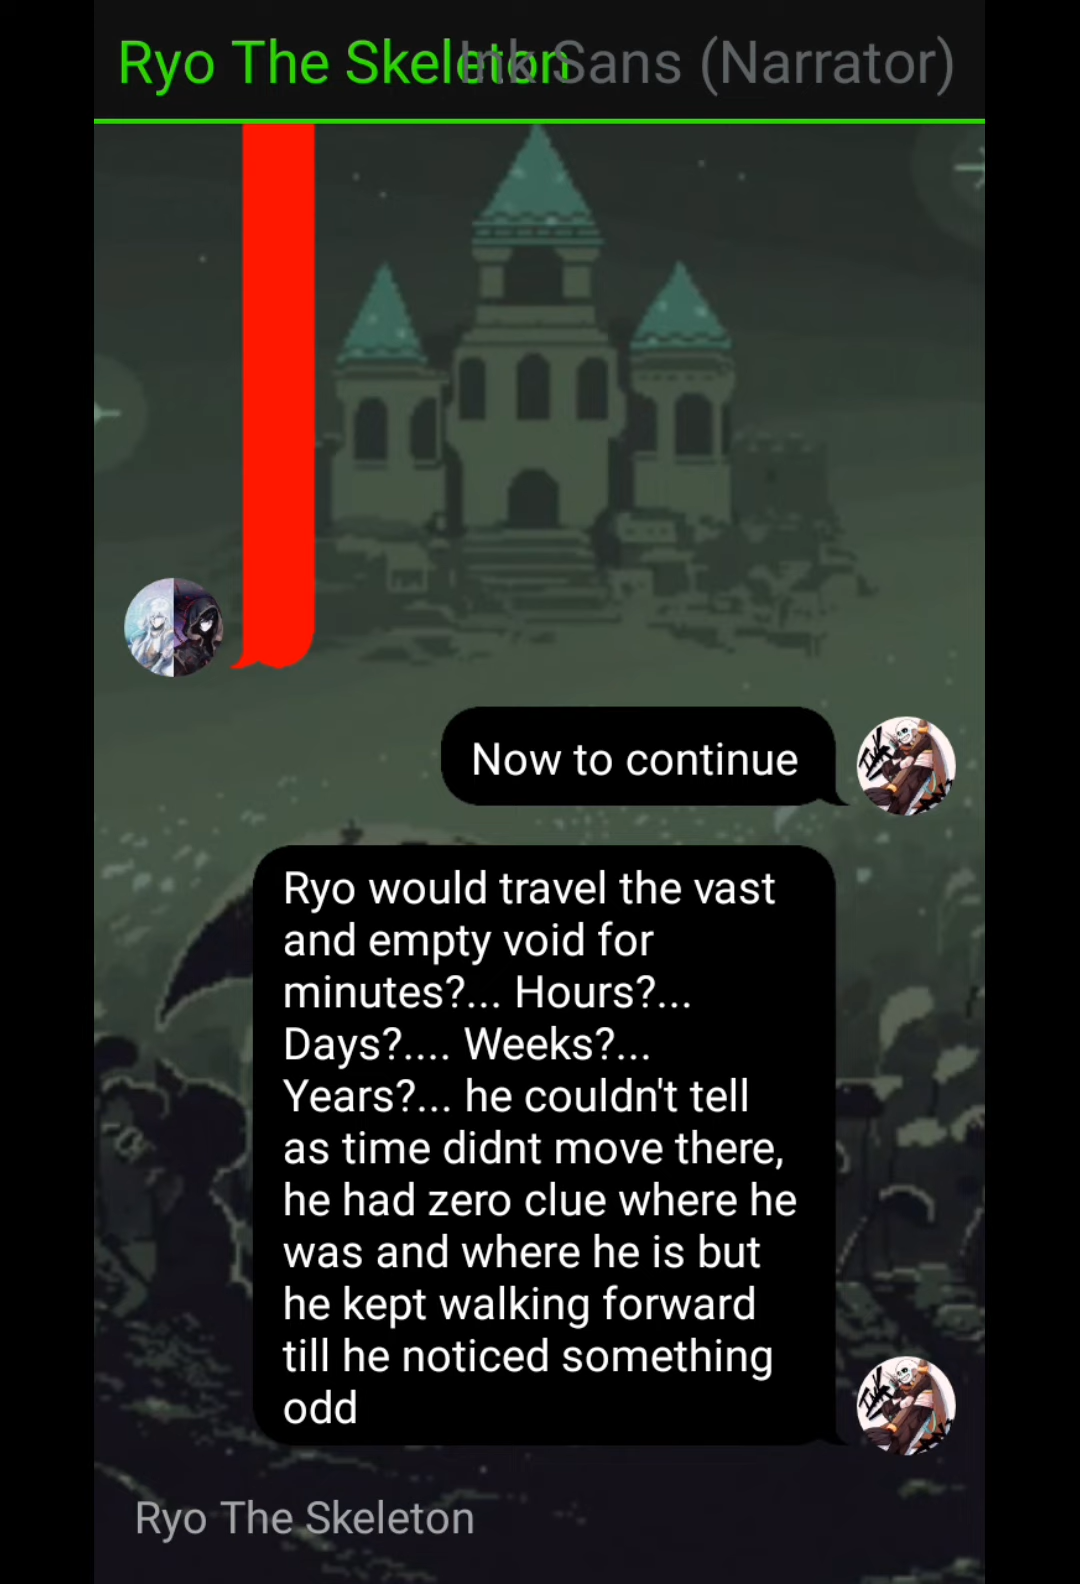 Ryo The Skeleton
Ink Sans (Narrator)
Now to continue
Ryo would travel the vast
and empty void for
minutes?... Hours?...
Days?.... Weeks?...
Years?... he couldn't tell
as time didnt move there,
he had zero clue where he
was and where he is but
he kept walking forward
till he noticed something
odd
Ryo The Skeleton